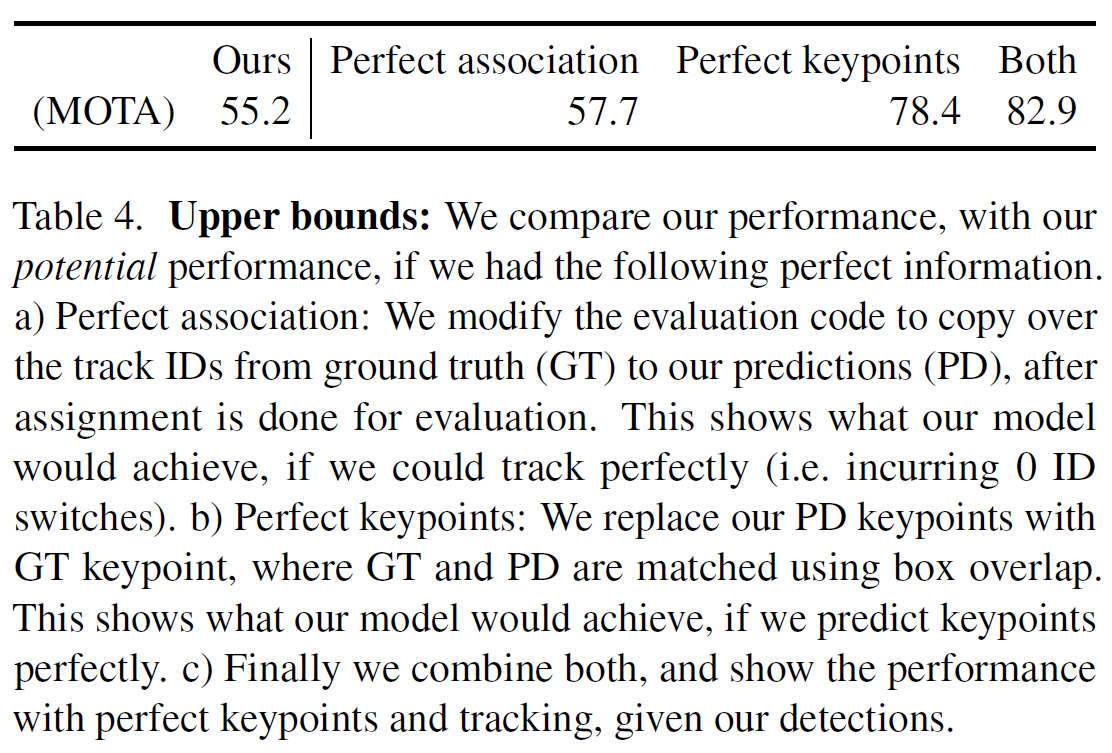 Ours Perfect association Perfect keypoints Both
(MOTA) 55.2 57.7 78.4 82.9
Table 4. Upper bounds: We compare our performance, with our
potential performance, if we had the following perfect information.
a) Perfect association: We modify the evaluation code to copy over
the track IDs from ground truth (GT) to our predictions (PD), after
assignment is done for evaluation. This shows what our model
would achieve, if we could track perfectly (i.e. incurring 0 ID
switches). b) Perfect keypoints: We replace our PD keypoints with
GT keypoint, where GT and PD are matched using box overlap.
This shows what our model would achieve, if we predict keypoints
perfectly. c) Finally we combine both, and show the performance
with perfect keypoints and tracking, given our detections.